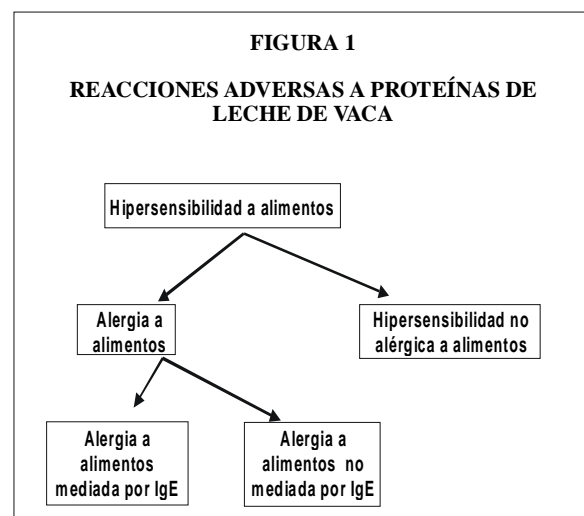 FIGURA 1
REACCIONES ADVERSAS A PROTEÍNAS DE
LECHE DE VACA
Hipersensibilidad a alimentos
Alergia a
alimentos
Hipersensibilidad no
alérgica a alimentos
Alergia a
alimentos
mediada por IgE
Alergia a
alimentos no
mediada por IgE